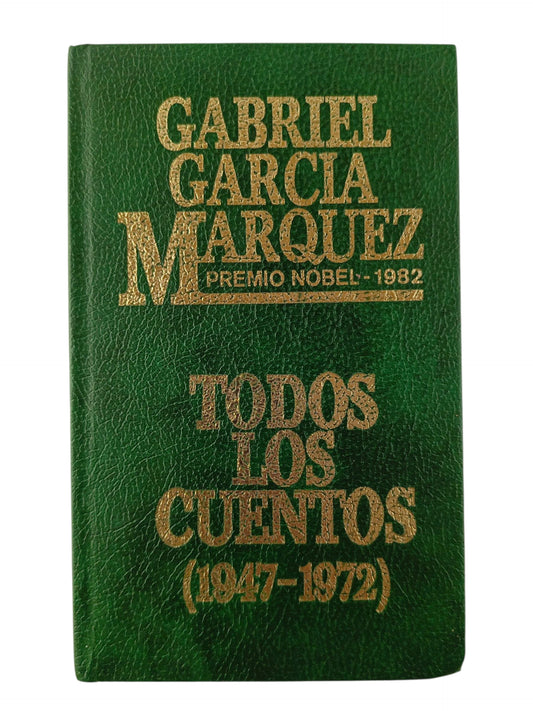 GABRIEL
GARCIA
MARQUEZ
PREMIO NOBEL - 1982
TODOS
LOS
CUENTOS
(1947-1972)